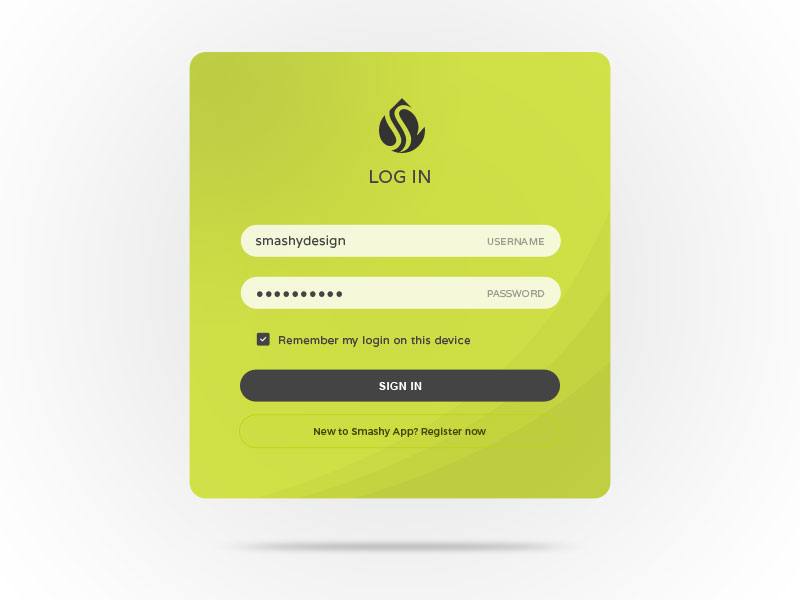 LOG IN
smashydesign USERNAME
●●●●●●●●●● PASSWORD
Remember my login on this device
SIGN IN
New to Smashy App? Register now